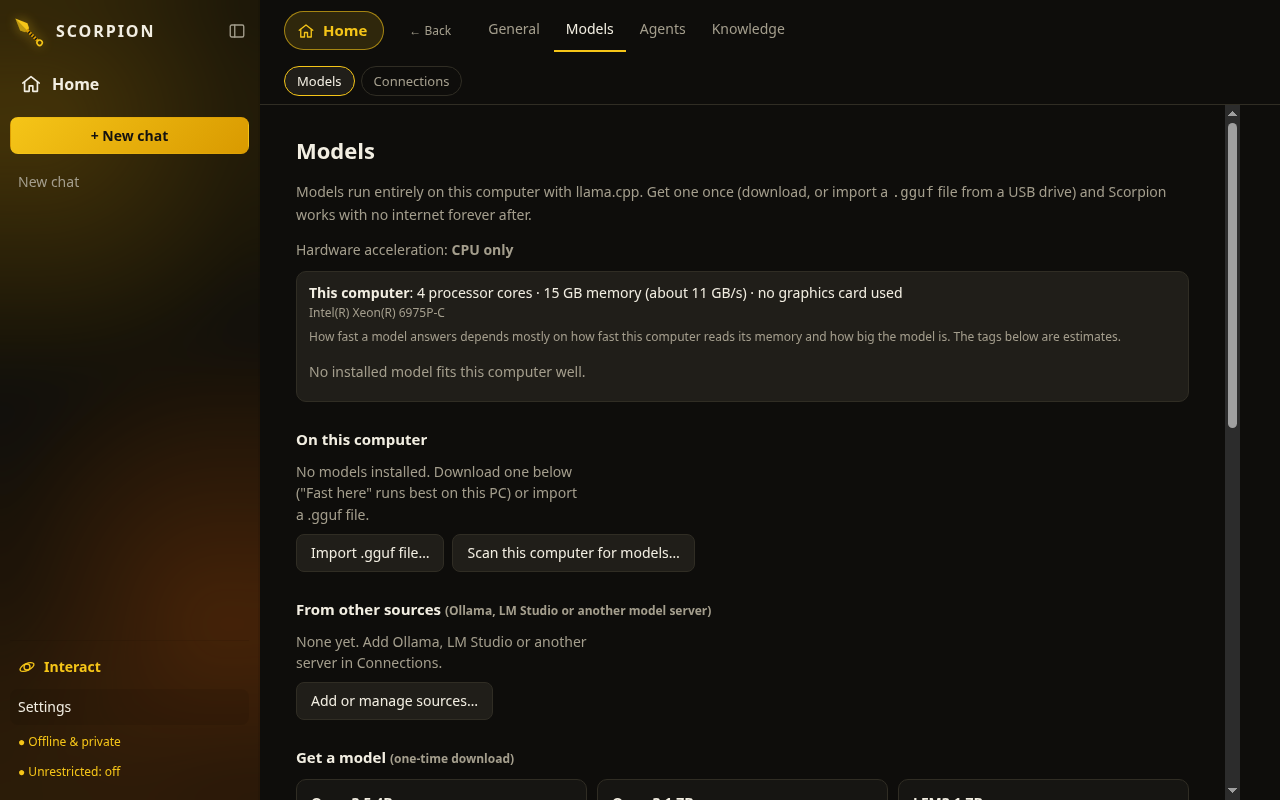 SCORPION
Home
+ New chat
New chat
Interact
Settings
● Offline & private
● Unrestricted: off
Home
← Back
General
Models
Agents
Knowledge
Models
Connections
Models
Models run entirely on this computer with llama.cpp. Get one once (download, or import a .gguf file from a USB drive) and Scorpion
works with no internet forever after.
Hardware acceleration: CPU only
This computer: 4 processor cores · 15 GB memory (about 11 GB/s) · no graphics card used
Intel(R) Xeon(R) 6975P-C
How fast a model answers depends mostly on how fast this computer reads its memory and how big the model is. The tags below are estimates.
No installed model fits this computer well.
On this computer
No models installed. Download one below
("Fast here" runs best on this PC) or import
a .gguf file.
Import .gguf file...
Scan this computer for models...
From other sources (Ollama, LM Studio or another model server)
None yet. Add Ollama, LM Studio or another
server in Connections.
Add or manage sources...
Get a model (one-time download)